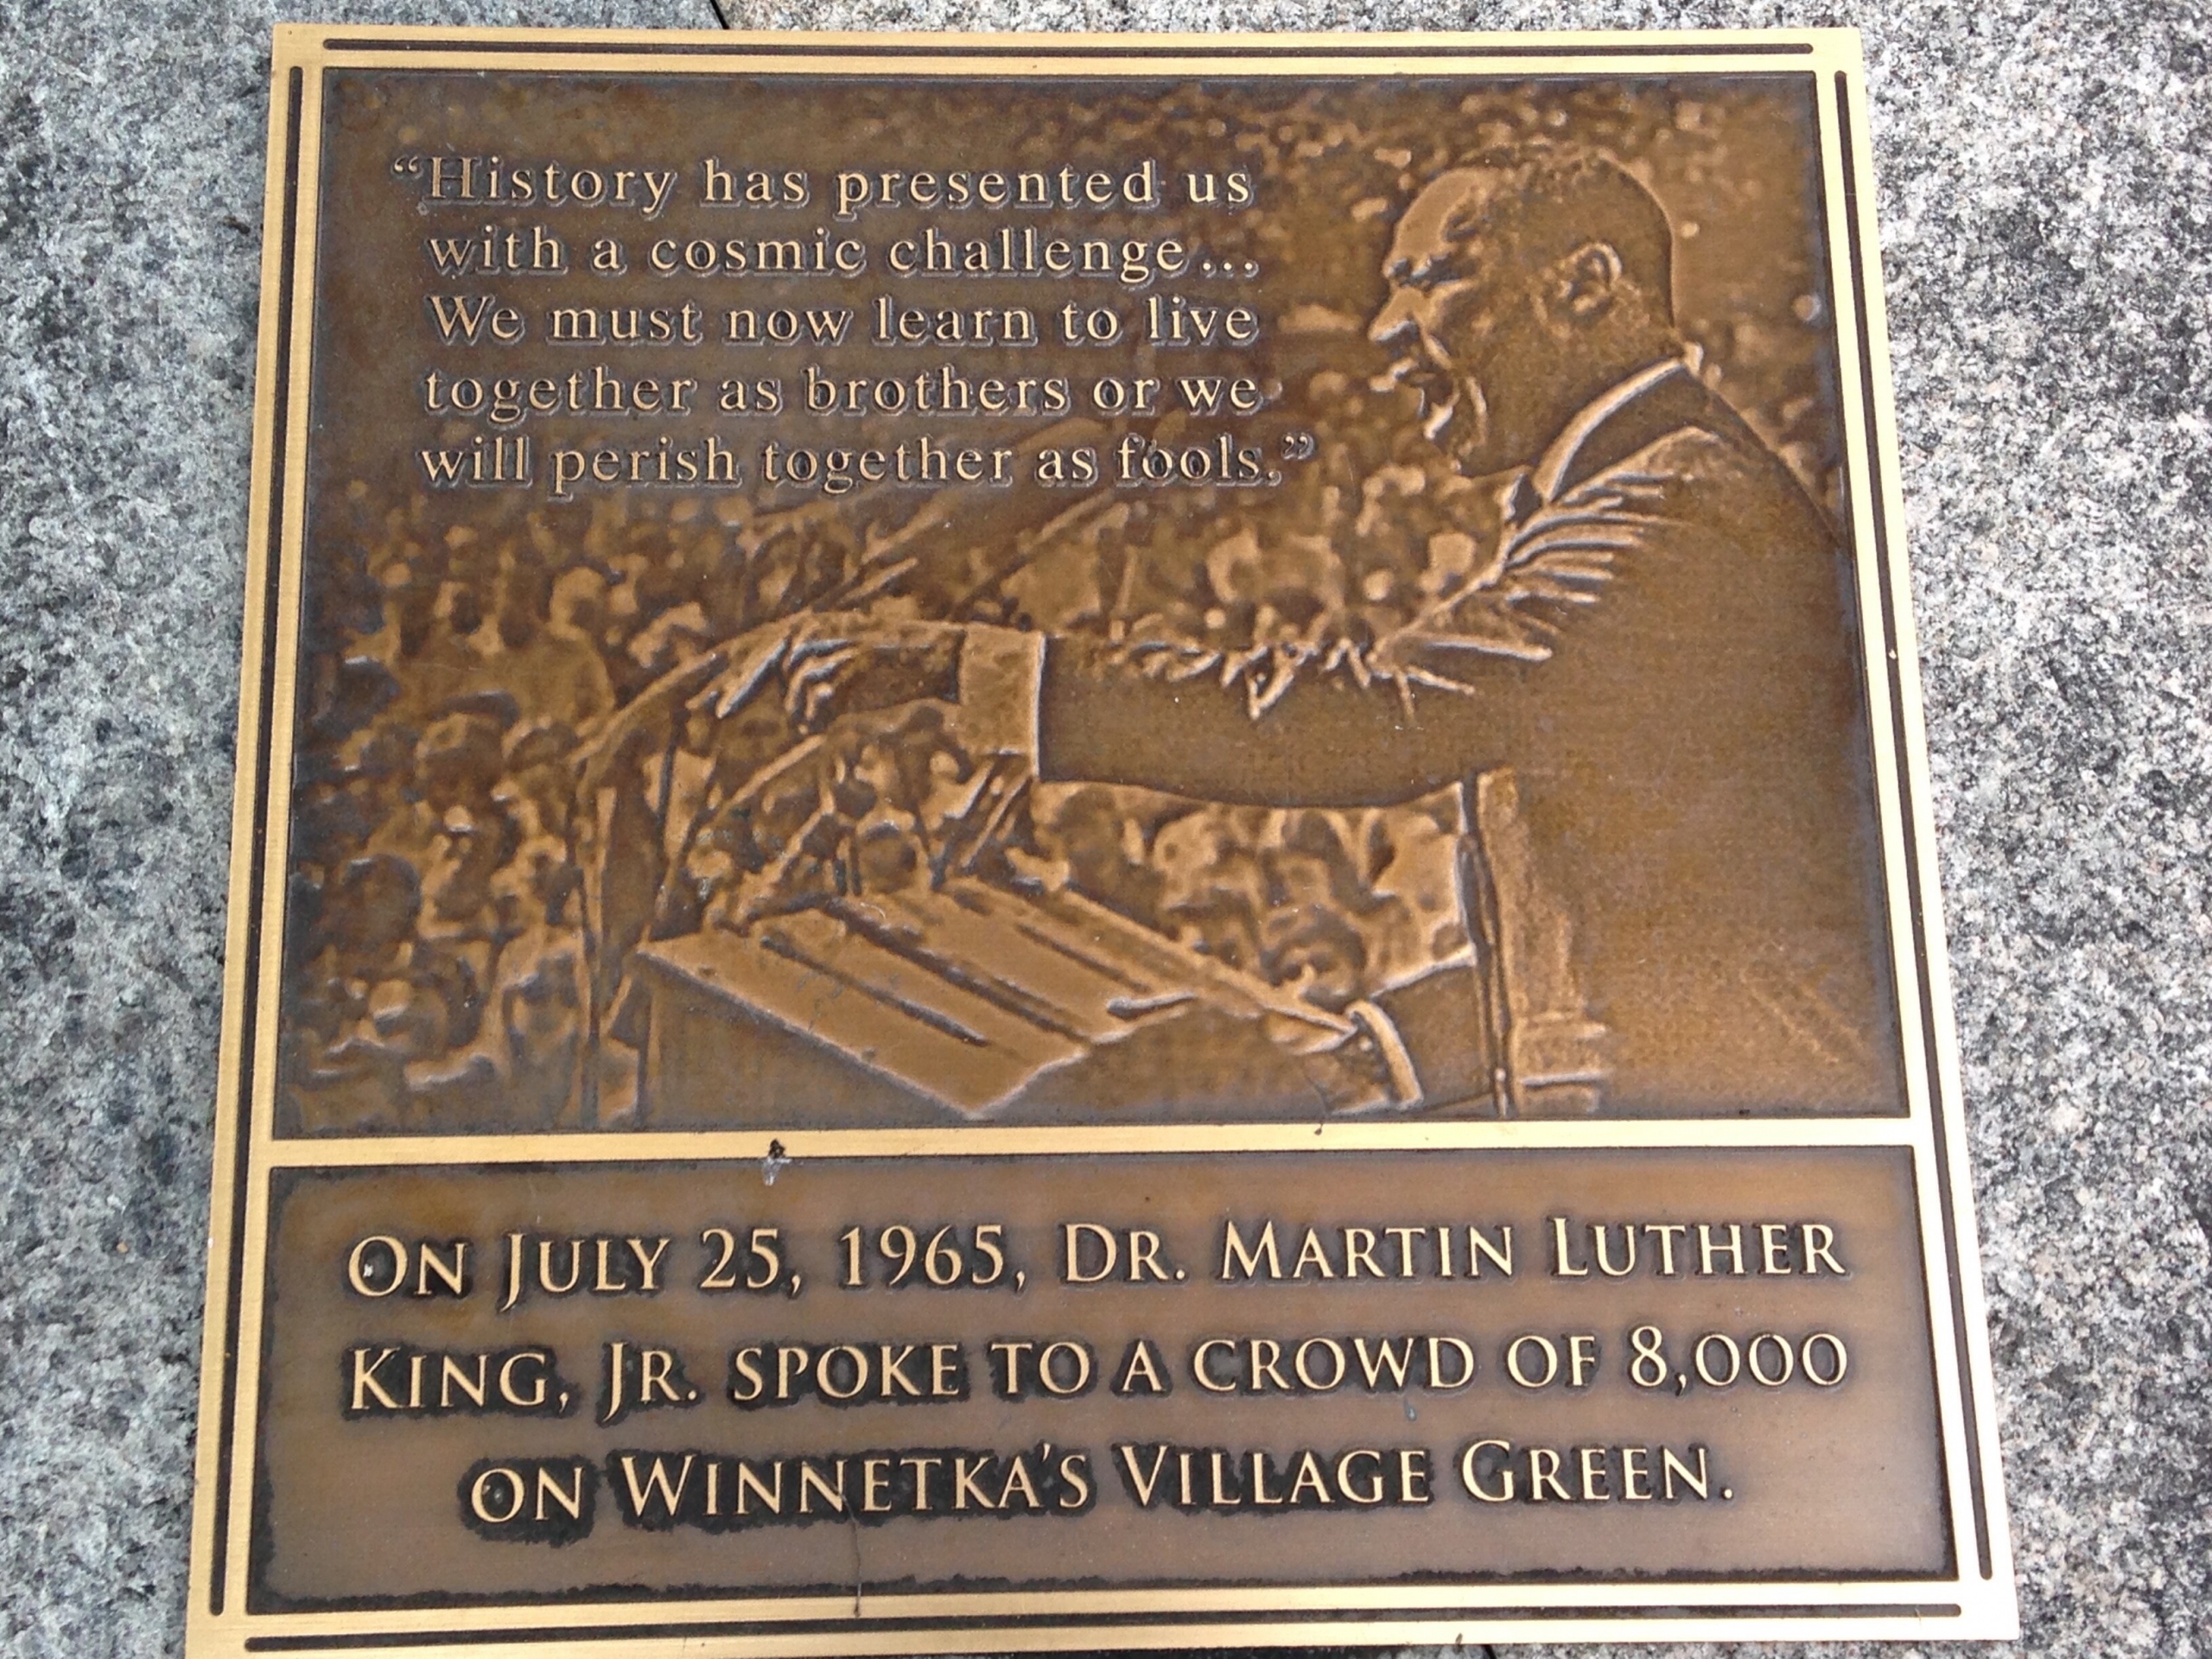 “History has presented us
with a cosmic challenge...
We must now learn to live
together as brothers or we
will perish together as fools.”
ON JULY 25, 1965, DR. MARTIN LUTHER
KING, JR. SPOKE TO A CROWD OF 8,000
ON WINNETKA'S VILLAGE GREEN.